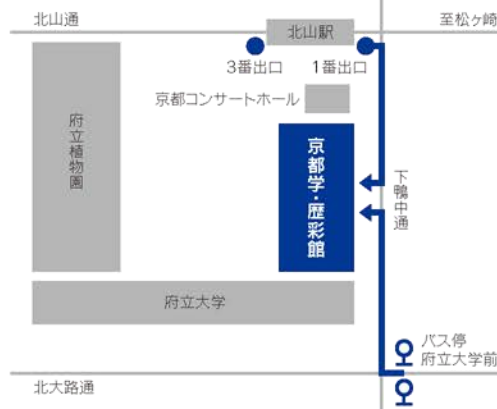 北山通
北山駅
至松ヶ崎
3番出口
1番出口
京都コンサートホール
府立植物園
京都学・歴彩館
下鴨中通
府立大学
バス停
府立大学前
北大路通